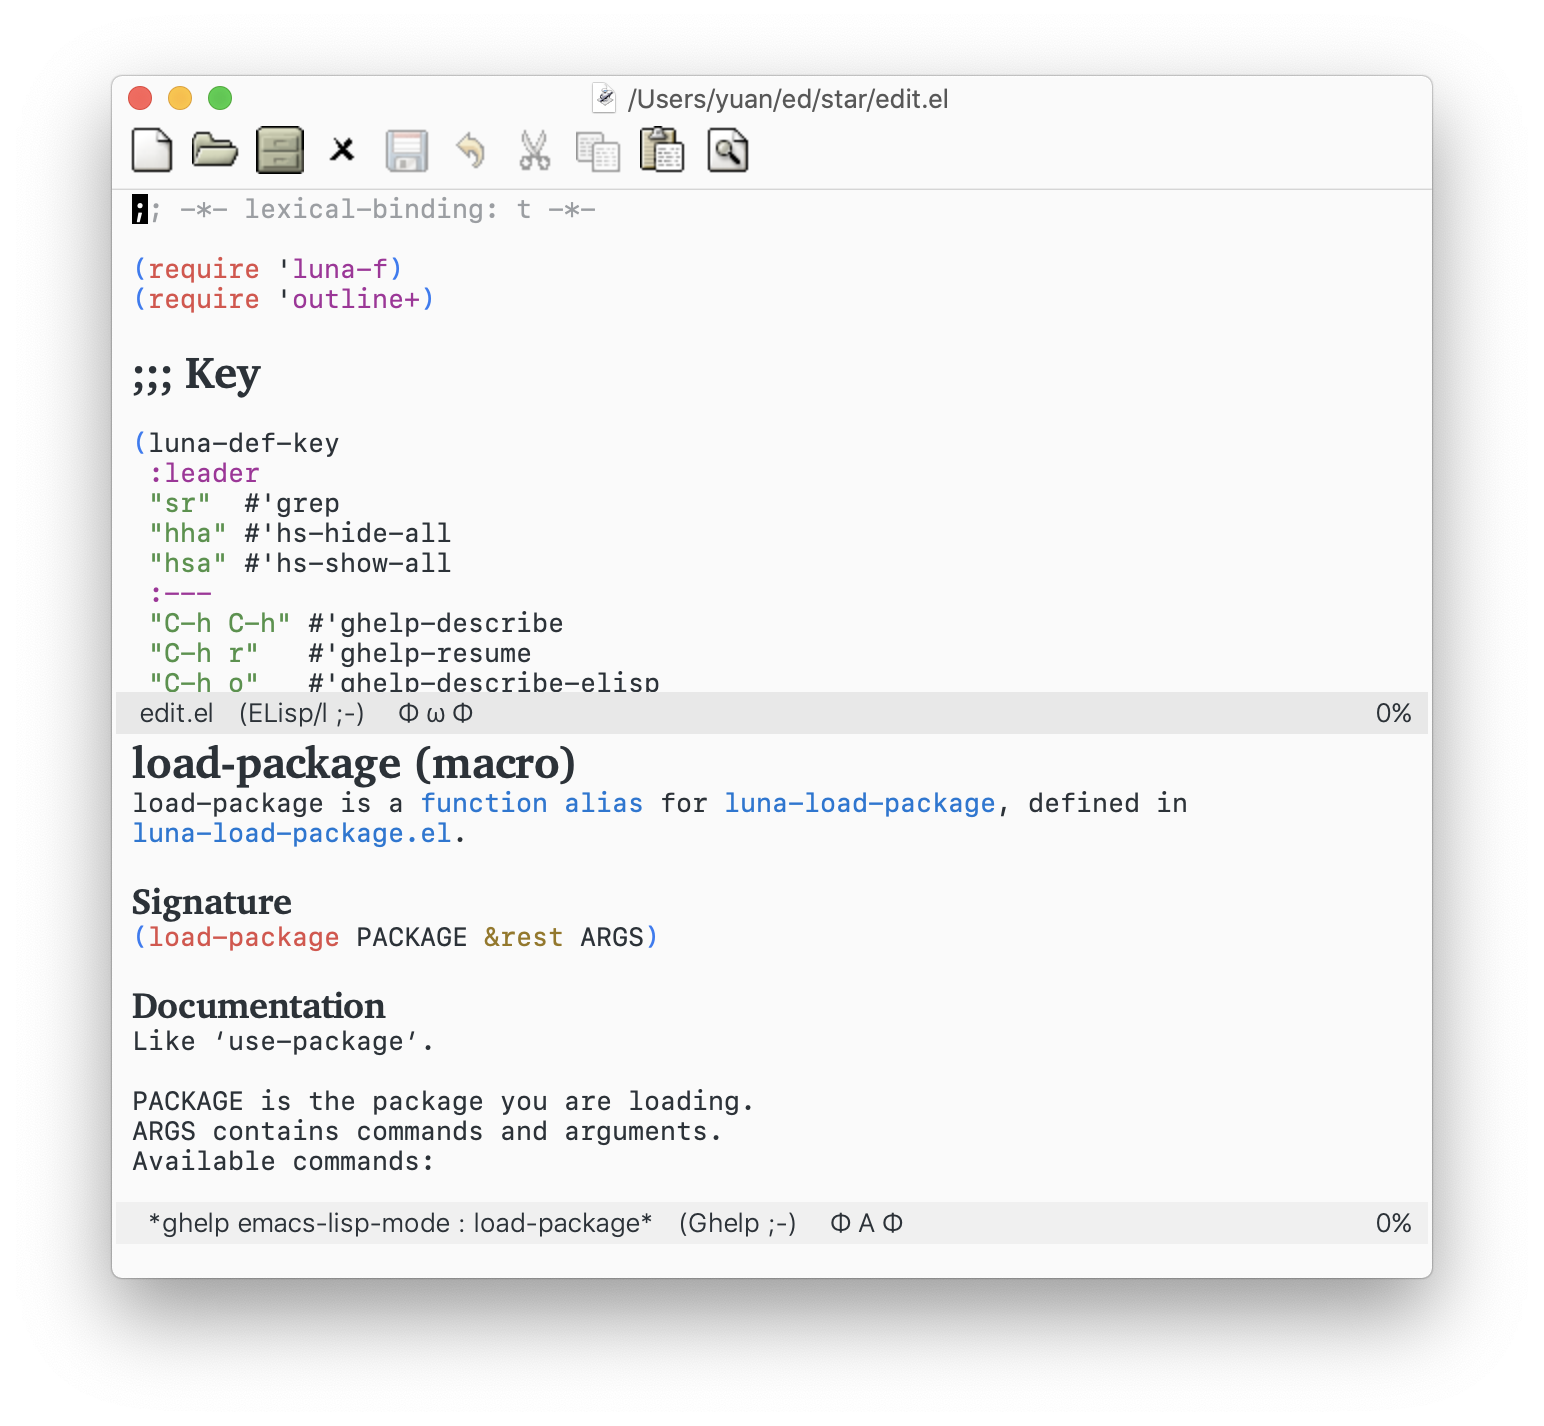 /Users/yuan/ed/star/edit.el
;; -*- lexical-binding: t -*-
(require 'luna-f)
(require 'outline+)
;;; Key
(luna-def-key
:leader
"sr"  #'grep
"hha" #'hs-hide-all
"hsa" #'hs-show-all
:---
"C-h C-h" #'ghelp-describe
"C-h r"   #'ghelp-resume
"C-h o"   #'ghelp-describe-elisp
edit.el (ELisp/l ;-) Φ ω Φ 0%
load-package (macro)
load-package is a function alias for luna-load-package, defined in
luna-load-package.el.
Signature
(load-package PACKAGE &rest ARGS)
Documentation
Like ‘use-package’.
PACKAGE is the package you are loading.
ARGS contains commands and arguments.
Available commands:
*ghelp emacs-lisp-mode : load-package* (Ghelp ;-) Φ A Φ 0%